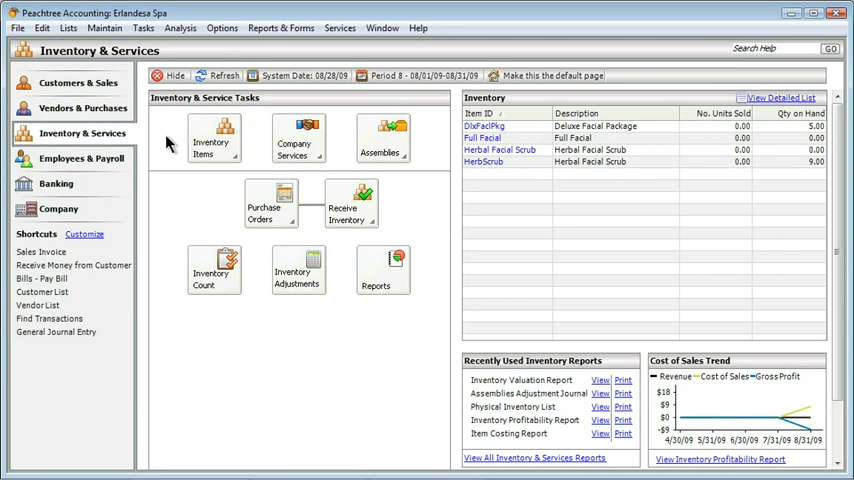 Peachtree Accounting: Erlandesa Spa
File Edit Lists Maintain Tasks Analysis Options Reports & Forms Services Window Help
Inventory & Services
Search Help
GO
Customers & Sales
Vendors & Purchases
Inventory & Services
Employees & Payroll
Banking
Company
Shortcuts Customize
Sales Invoice
Receive Money from Customer
Bills - Pay Bill
Customer List
Vendor List
Find Transactions
General Journal Entry
Hide Refresh System Date: 08/28/09 Period 8 - 08/01/09-08/31/09 Make this the default page
Inventory & Service Tasks
Inventory Items
Company Services
Assemblies
Purchase Orders
Receive Inventory
Inventory Count
Inventory Adjustments
Reports
Inventory View Detailed List
Item ID Description No. Units Sold Qty on Hand
DlxFaclPkg Deluxe Facial Package 0.00 5.00
Full Facial Full Facial 0.00 0.00
Herbal Facial Scrub Herbal Facial Scrub 0.00 0.00
HerbScrub Herbal Facial Scrub 0.00 9.00
Recently Used Inventory Reports
Inventory Valuation Report View Print
Assemblies Adjustment Journal View Print
Physical Inventory List View Print
Inventory Profitability Report View Print
Item Costing Report View Print
View All Inventory & Services Reports
Cost of Sales Trend
Revenue Cost of Sales Gross Profit
$18
$9
$0
-$9
4/30/09 5/31/09 6/30/09 7/31/09 8/31/09
View Inventory Profitability Report